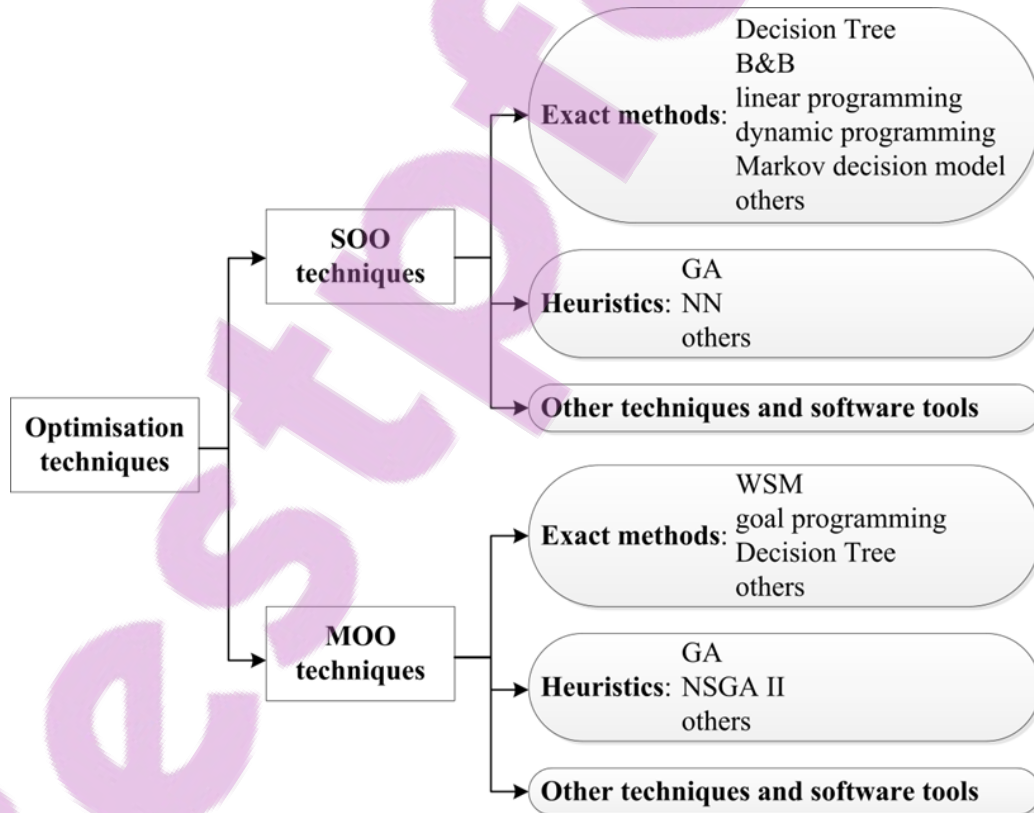 Optimisation
techniques
SOO
techniques
Exact methods:
Decision Tree
B&B
linear programming
dynamic programming
Markov decision model
others
Heuristics:
GA
NN
others
Other techniques and software tools
MOO
techniques
Exact methods:
WSM
goal programming
Decision Tree
others
Heuristics:
GA
NSGA II
others
Other techniques and software tools